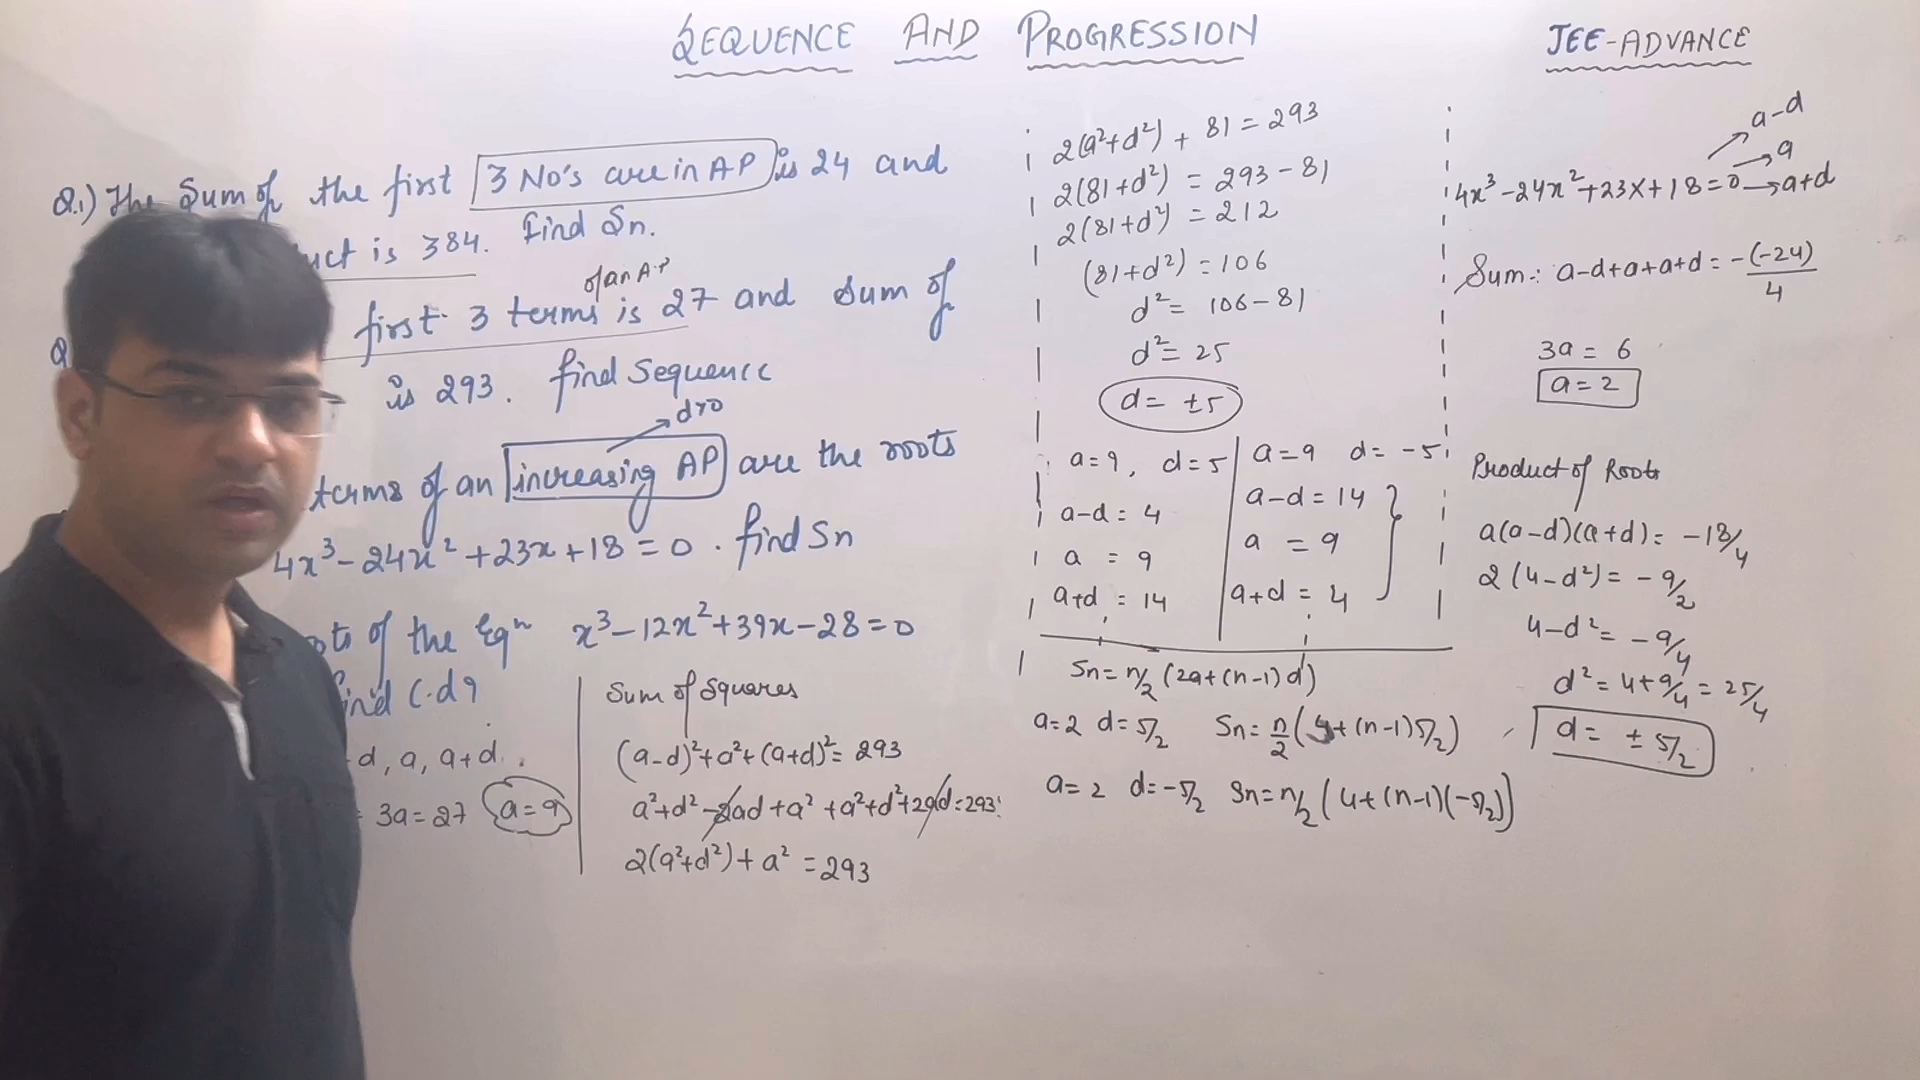 SEQUENCE AND PROGRESSION
JEE-ADVANCE
Q.1) The Sum of the first 3 No's are in AP is 24 and
uct is 384. Find Sn.
of an A.P
first 3 terms is 27 and sum of
is 293. find Sequence
d>0
terms of an increasing AP are the roots
4x³-24x²+23x+18=0. find Sn
ots of the Eqⁿ x³-12x²+39x-28=0
ind C.d?
d, a, a+d.
= 3a=27 a=9
Sum of Squares
(a-d)²+a²+(a+d)²=293
a²+d²-2ad+a²+a²+d²+2ad=293
2(a²+d²)+a²=293
2(a²+d²)+81=293
2(81+d²)=293-81
2(81+d²)=212
(81+d²)=106
d²=106-81
d²=25
d=±5
a=9, d=5
a-d=4
a=9
a+d=14
a=9 d=-5
a-d=14
a=9
a+d=4
Sn=n/2(2a+(n-1)d)
a=2 d=5/2 Sn=n/2(4+(n-1)5/2)
a=2 d=-5/2 Sn=n/2(4+(n-1)(-5/2))
a-d
a
4x³-24x²+23x+18=0→a+d
Sum:- a-d+a+a+d=-(-24)/4
3a=6
a=2
Product of Roots
a(a-d)(a+d)=-18/4
2(4-d²)=-9/2
4-d²=-9/4
d²=4+9/4=25/4
d=±5/2